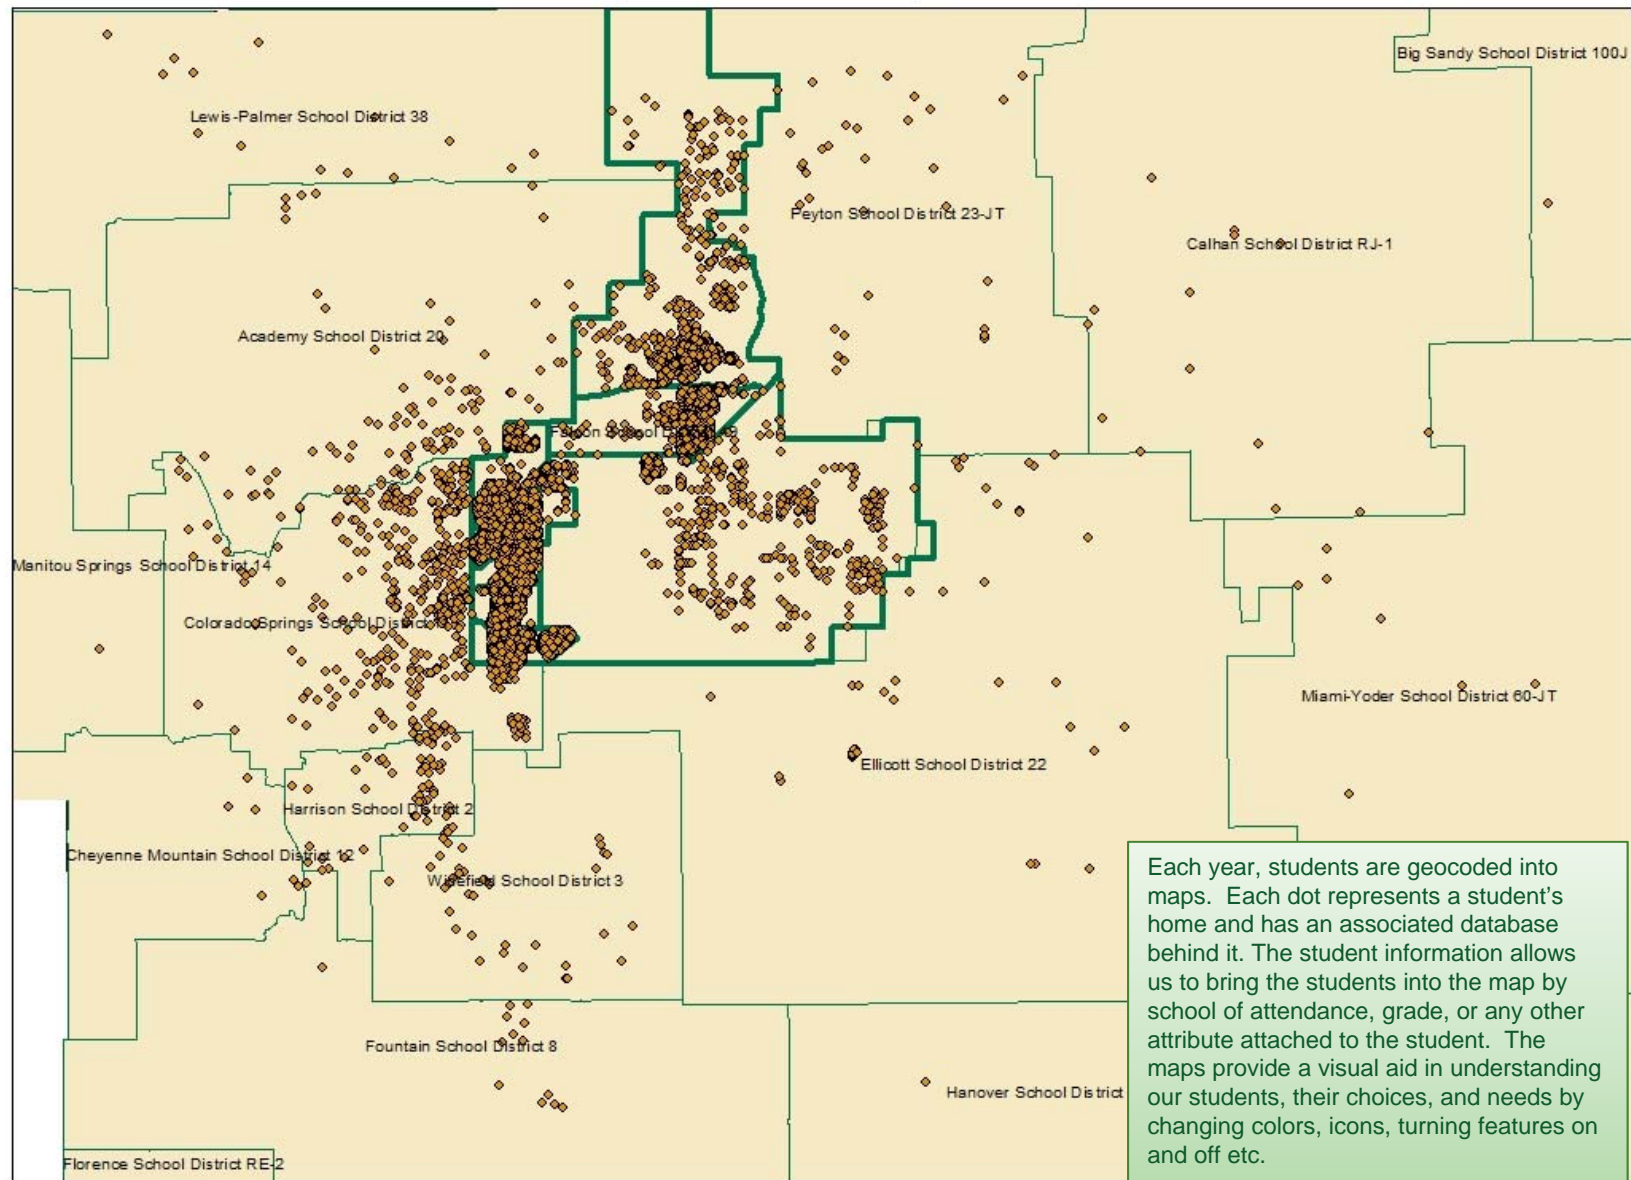 Big Sandy School District 100J
Lewis-Palmer School District 38
Peyton School District 23-JT
Calhan School District RJ-1
Academy School District 20
Falcon School District 49
Manitou Springs School District 14
Colorado Springs School District
Miami-Yoder School District 60-JT
Ellicott School District 22
Harrison School District 2
Cheyenne Mountain School District 12
Widefield School District 3
Fountain School District 8
Hanover School District
Florence School District RE-2
Each year, students are geocoded into
maps. Each dot represents a student’s
home and has an associated database
behind it. The student information allows
us to bring the students into the map by
school of attendance, grade, or any other
attribute attached to the student. The
maps provide a visual aid in understanding
our students, their choices, and needs by
changing colors, icons, turning features on
and off etc.